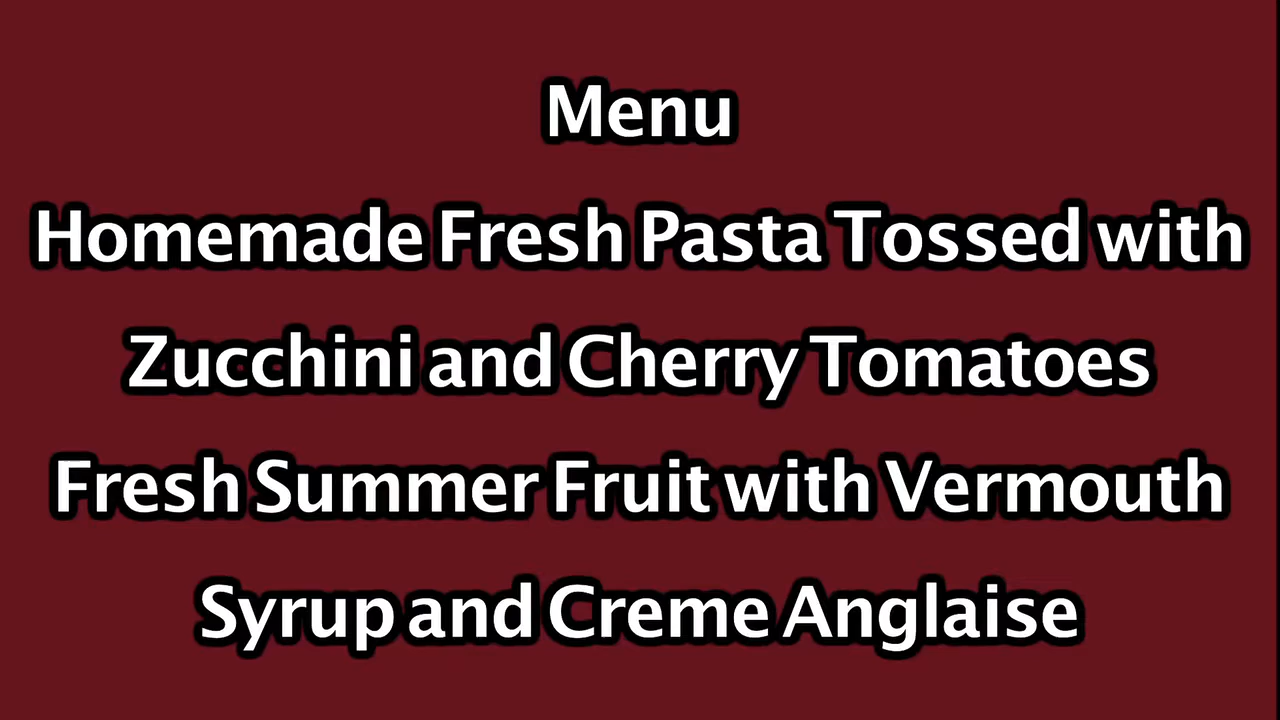 Menu
Homemade Fresh Pasta Tossed with
Zucchini and Cherry Tomatoes
Fresh Summer Fruit with Vermouth
Syrup and Creme Anglaise